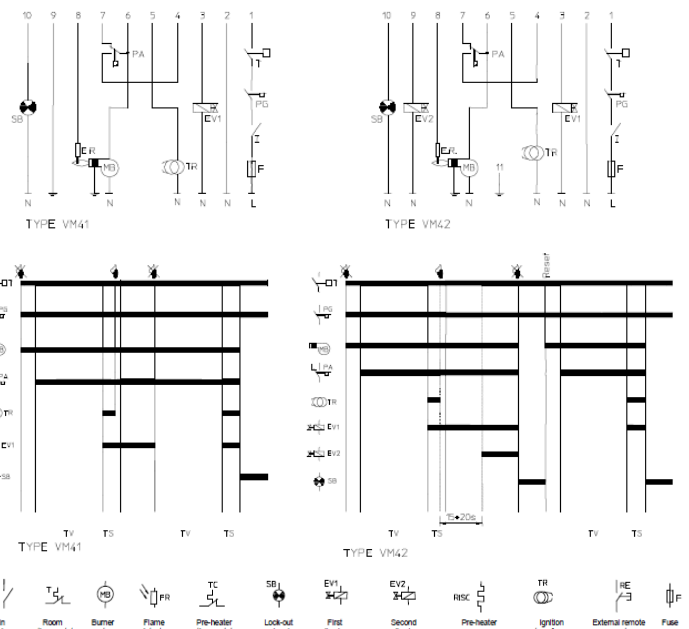 10 9 8 7 6 5 4 3 2 1
PA
T
PG
SB
EV1
I
MB
TR
F
N N N N N L
TYPE VM41
10 9 8 7 6 5 4 3 2 1
PA
T
PG
SB EV2
EV1
I
MB
TR
11
F
N N N N N N L
TYPE VM42
TR
EV1
SB
TV TS TV TS
TYPE VM41
Reset
PG
MB
PA
TR
EV1
EV2
SB
15÷20s
TV TS TV TS
TYPE VM42
T
MB
FR
TC
SB
EV1
EV2
RISC
TR
RE
F
Room Burner Flame Pre-heater Lock-out First Second Pre-heater Ignition External remote Fuse